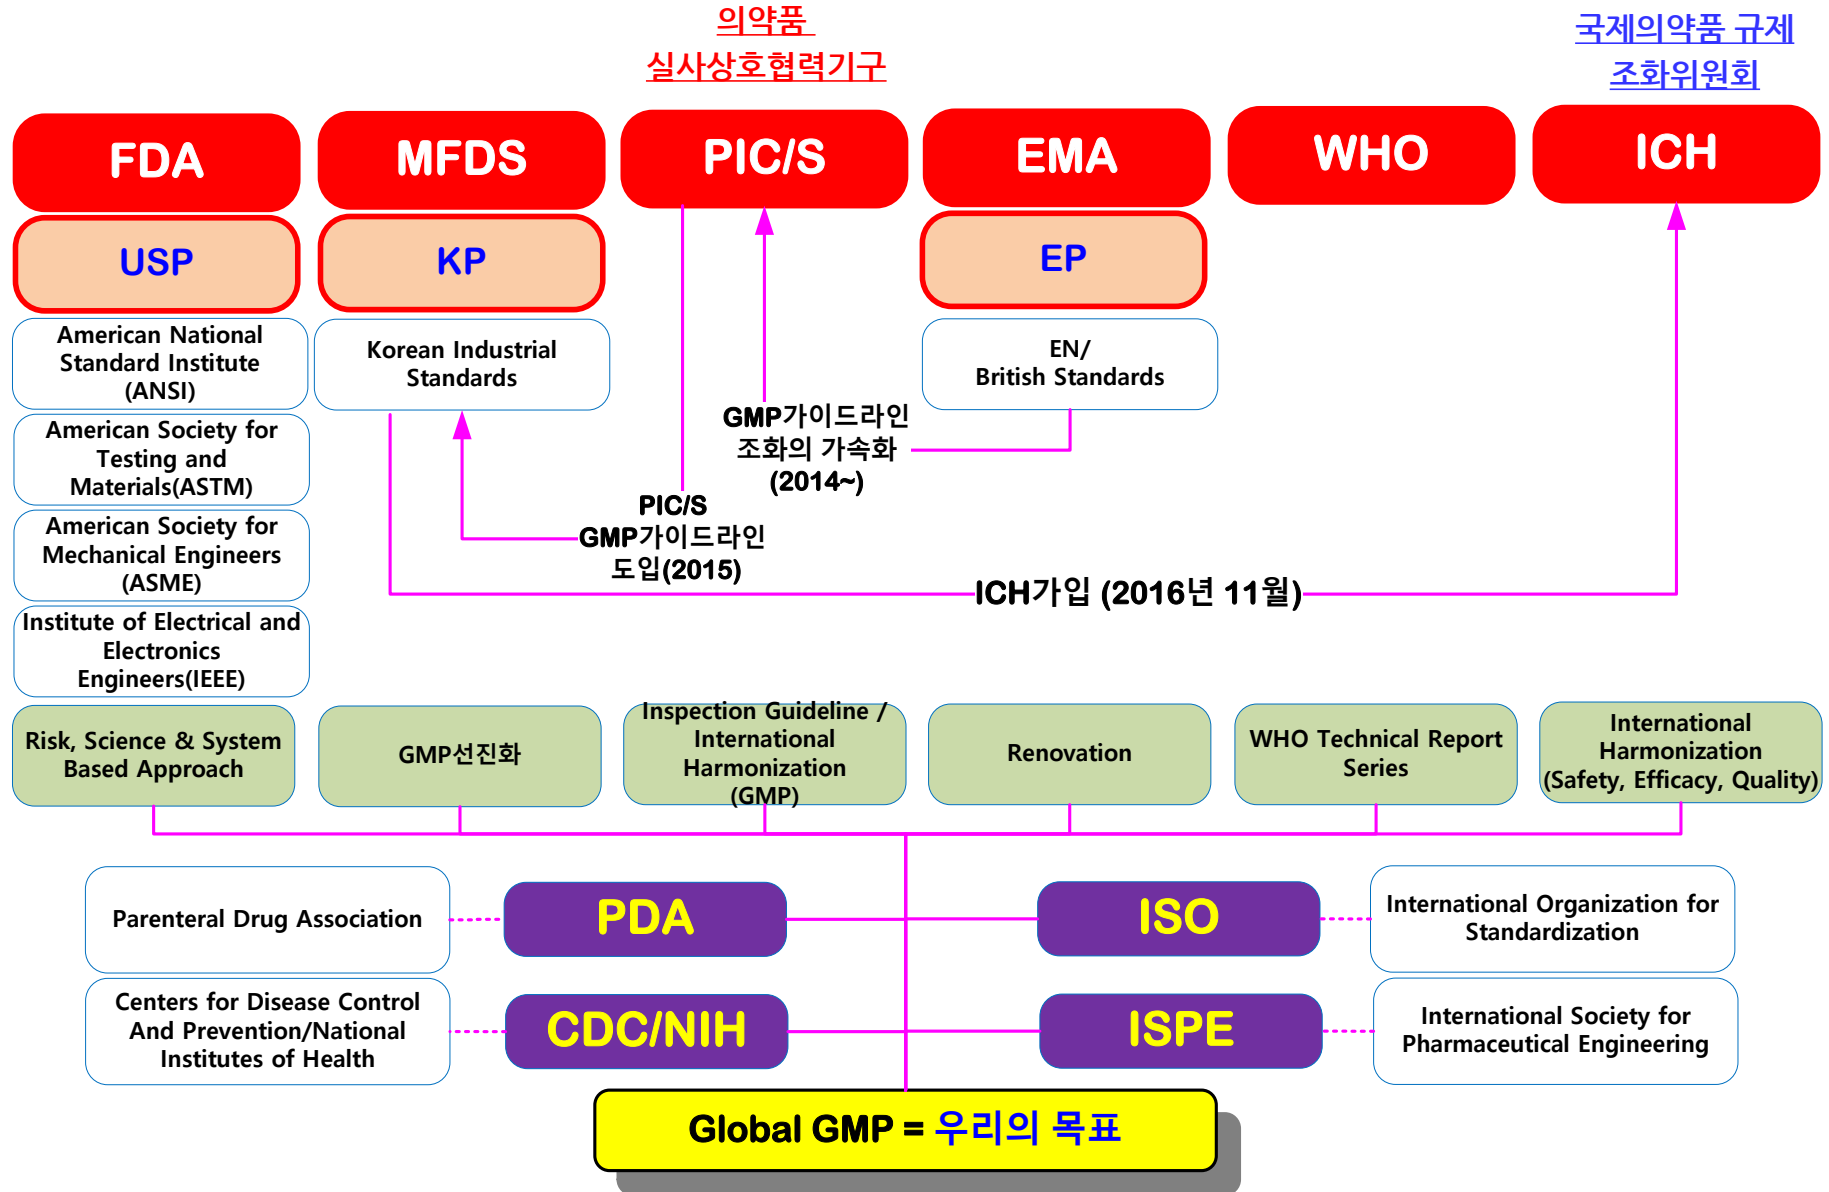 의약품
실사상호협력기구
국제의약품 규제
조화위원회
FDA
MFDS
PIC/S
EMA
WHO
ICH
USP
KP
EP
American National
Standard Institute
(ANSI)
Korean Industrial
Standards
EN/
British Standards
American Society for
Testing and
Materials(ASTM)
GMP가이드라인
조화의 가속화
(2014~)
American Society for
Mechanical Engineers
(ASME)
PIC/S
GMP가이드라인
도입(2015)
ICH가입 (2016년 11월)
Institute of Electrical and
Electronics
Engineers(IEEE)
Risk, Science & System
Based Approach
GMP선진화
Inspection Guideline /
International
Harmonization
(GMP)
Renovation
WHO Technical Report
Series
International
Harmonization
(Safety, Efficacy, Quality)
Parenteral Drug Association
PDA
ISO
International Organization for
Standardization
Centers for Disease Control
And Prevention/National
Institutes of Health
CDC/NIH
ISPE
International Society for
Pharmaceutical Engineering
Global GMP = 우리의 목표